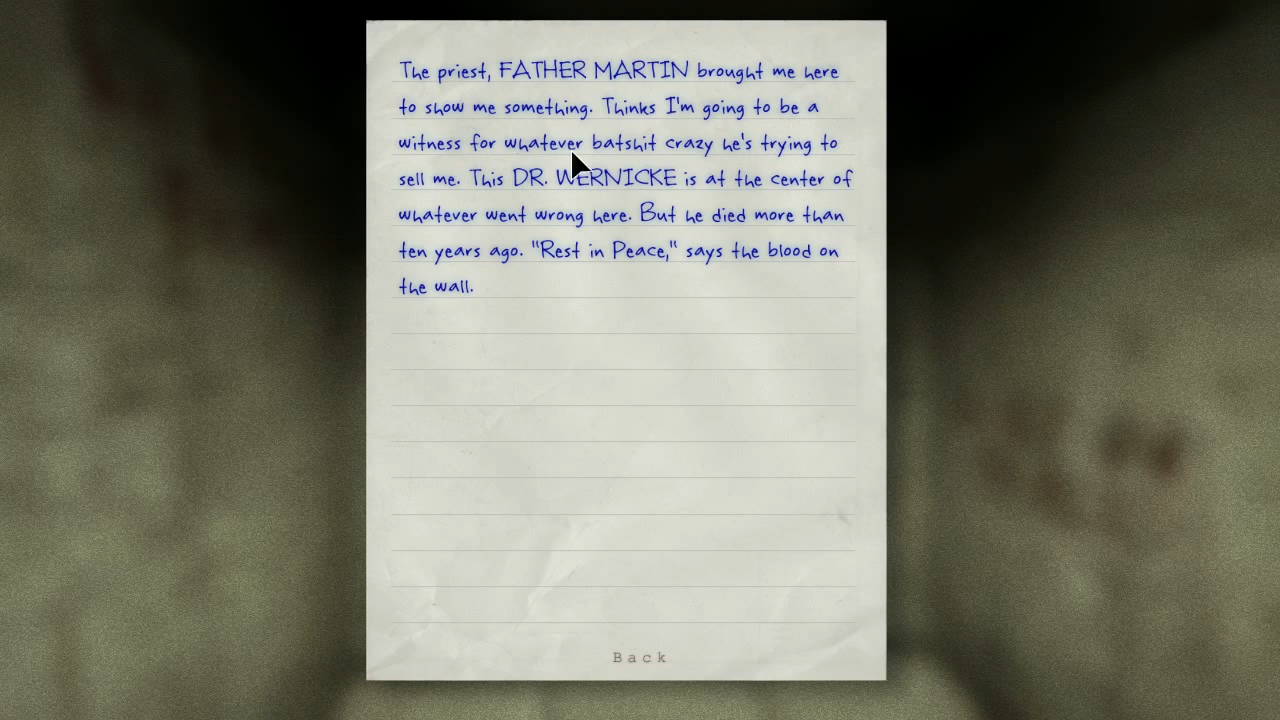 The priest, FATHER MARTIN brought me here
to show me something. Thinks I'm going to be a
witness for whatever batshit crazy he's trying to
sell me. This DR. WERNICKE is at the center of
whatever went wrong here. But he died more than
ten years ago. "Rest in Peace," says the blood on
the wall.
Back